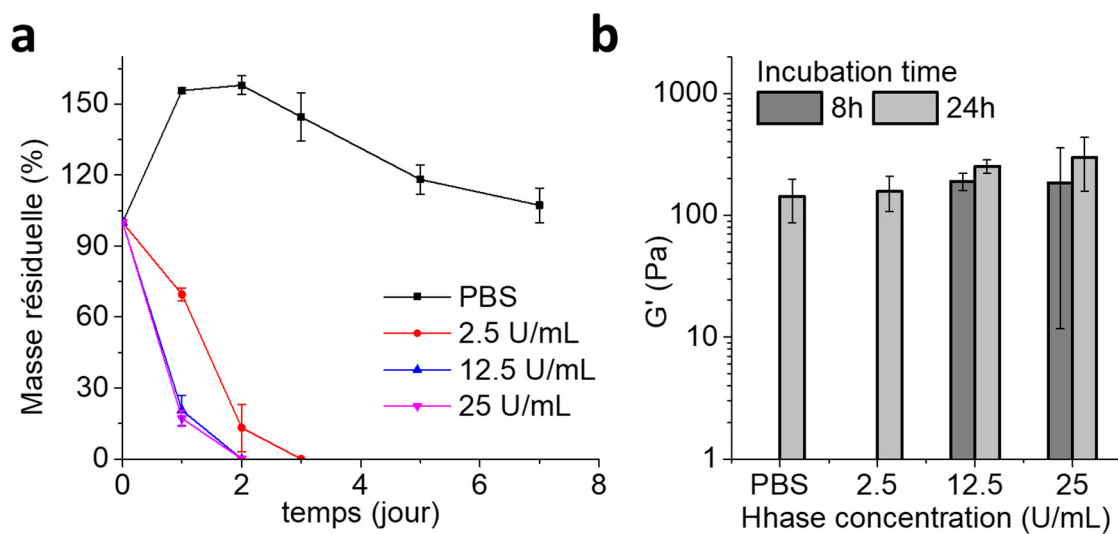 a
150
120
90
60
30
0
Masse résiduelle (%)
PBS
2.5 U/mL
12.5 U/mL
25 U/mL
0
2
4
6
8
temps (jour)
b
Incubation time
8h
24h
1000
100
10
1
G' (Pa)
PBS
2.5
12.5
25
Hhase concentration (U/mL)